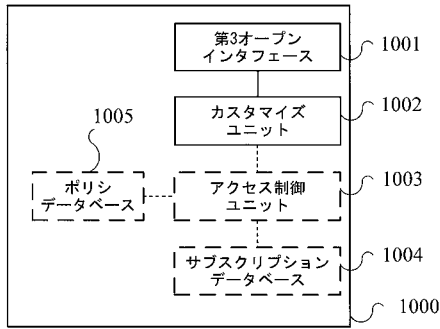 第3オープン
インタフェース
1001
カスタマイズ
ユニット
1002
1005
ポリシ
データベース
アクセス制御
ユニット
1003
サブスクリプション
データベース
1004
1000